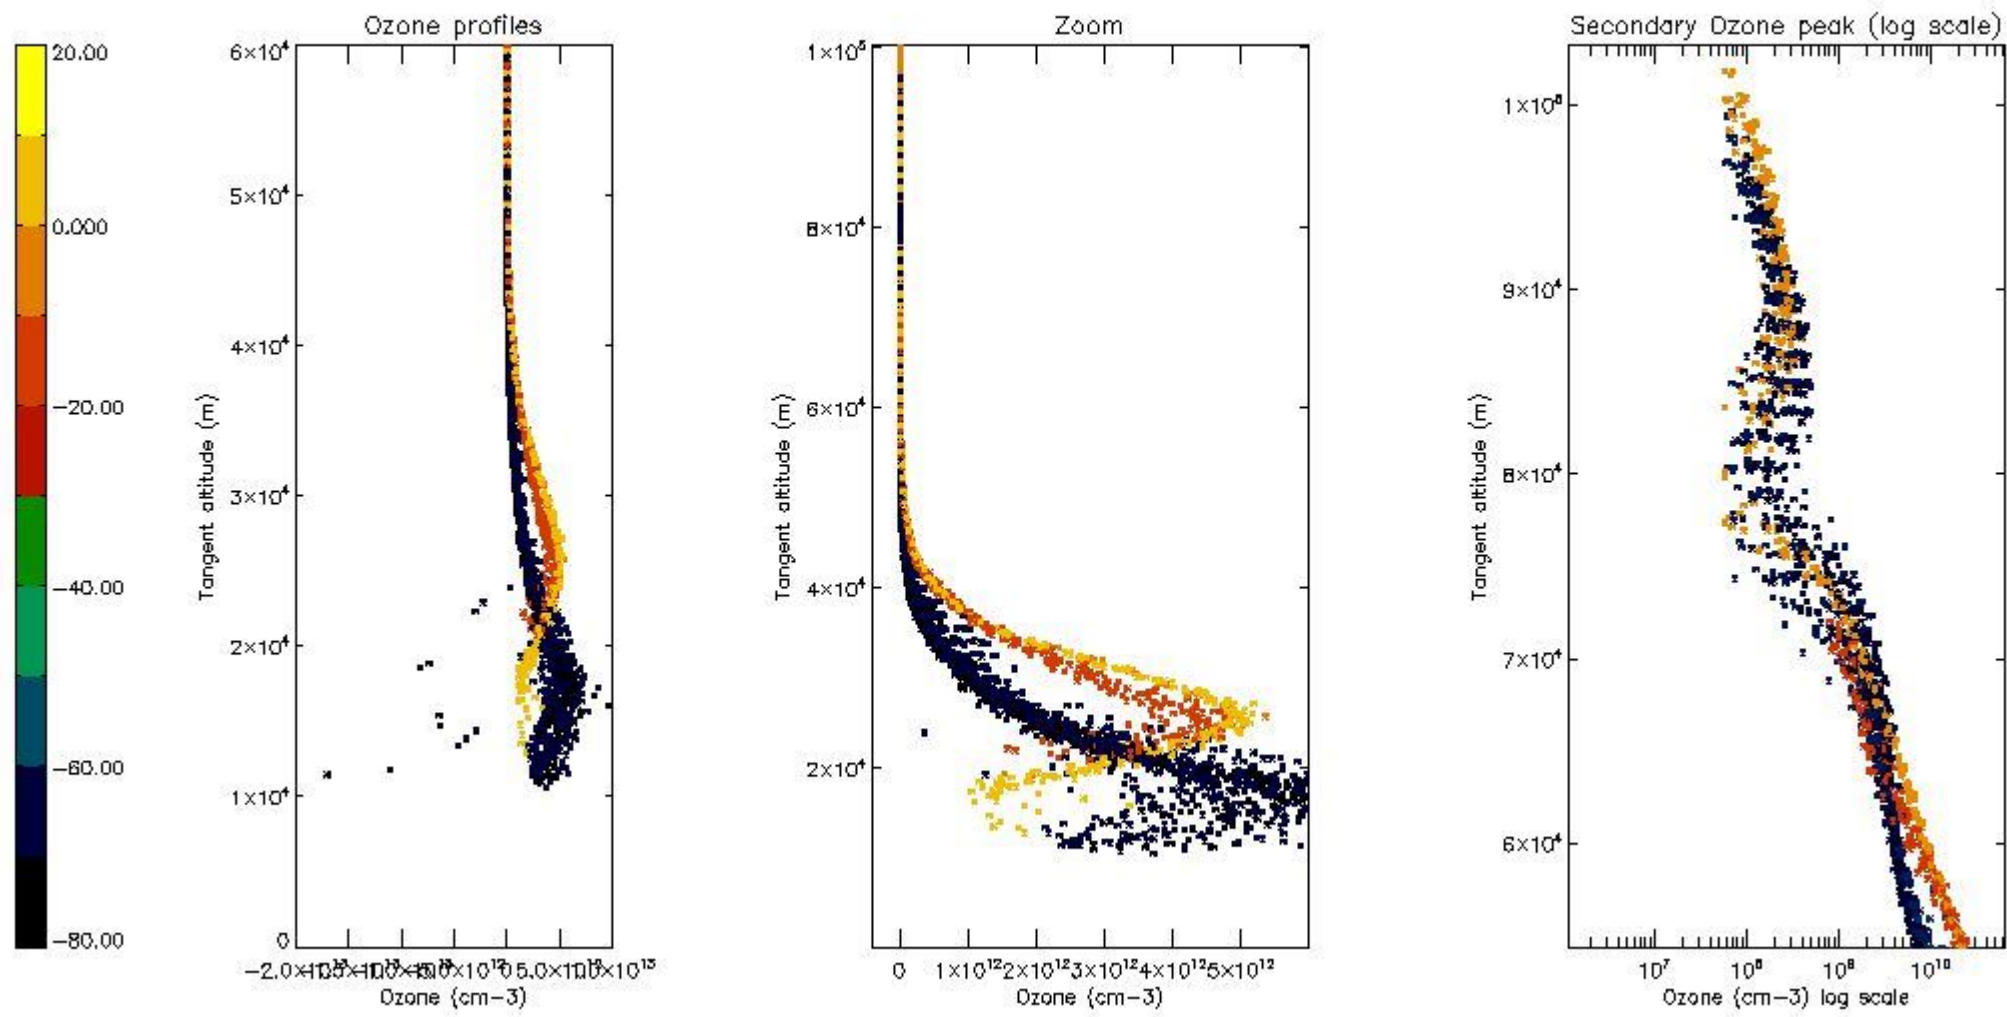 Ozone profiles
Zoom
Secondary Ozone peak (log scale)
20.00
0.000
−20.00
−40.00
−60.00
−80.00
6×10⁴
5×10⁴
4×10⁴
3×10⁴
2×10⁴
1×10⁴
0
Tangent altitude (m)
5.0×10¹²
Ozone (cm−3)
1×10⁵
8×10⁴
6×10⁴
4×10⁴
2×10⁴
Tangent altitude (m)
0 1×10¹² 2×10¹² 3×10¹² 4×10¹² 5×10¹²
Ozone (cm−3)
9×10⁴
8×10⁴
7×10⁴
6×10⁴
Tangent altitude (m)
10⁷ 10⁸ 10⁹ 10¹⁰
Ozone (cm−3) log scale